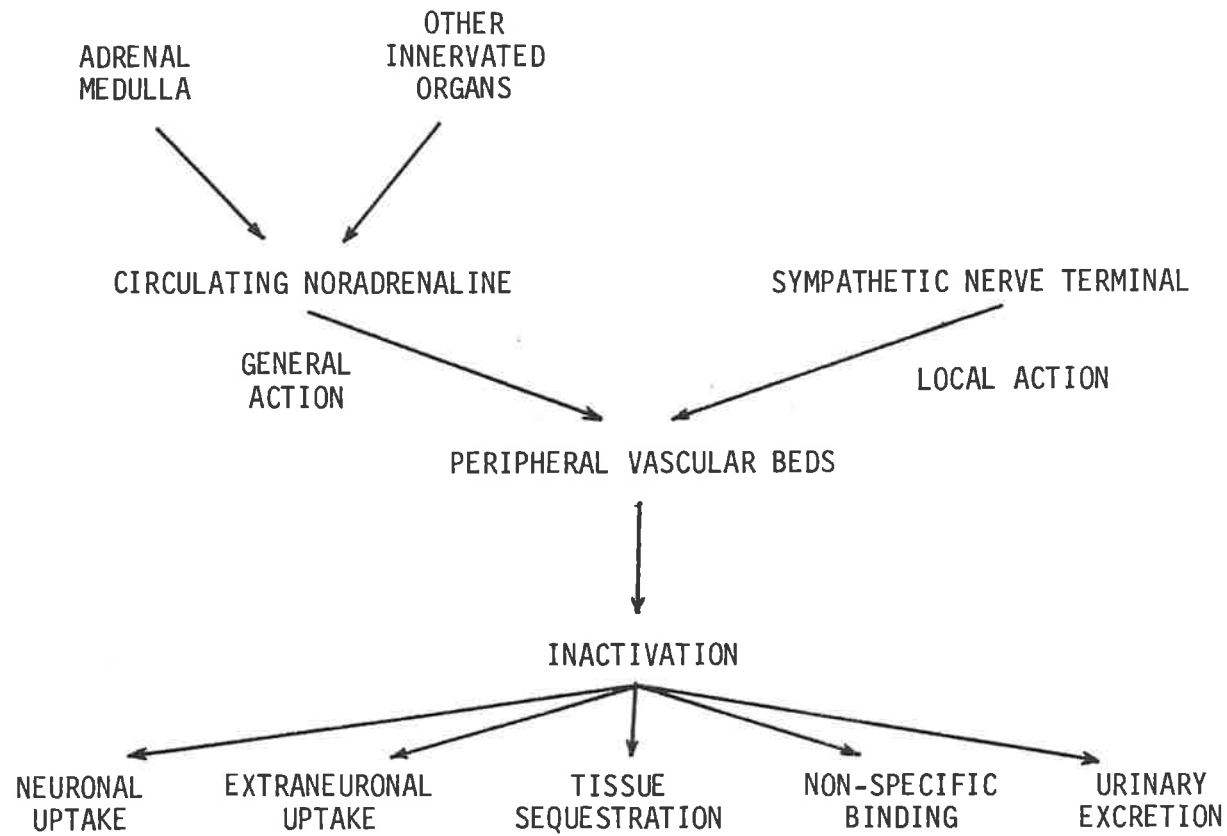 ADRENAL
MEDULLA
OTHER
INNERVATED
ORGANS
CIRCULATING NORADRENALINE
SYMPATHETIC NERVE TERMINAL
GENERAL
ACTION
LOCAL ACTION
PERIPHERAL VASCULAR BEDS
INACTIVATION
NEURONAL
UPTAKE
EXTRANEURONAL
UPTAKE
TISSUE
SEQUESTRATION
NON-SPECIFIC
BINDING
URINARY
EXCRETION